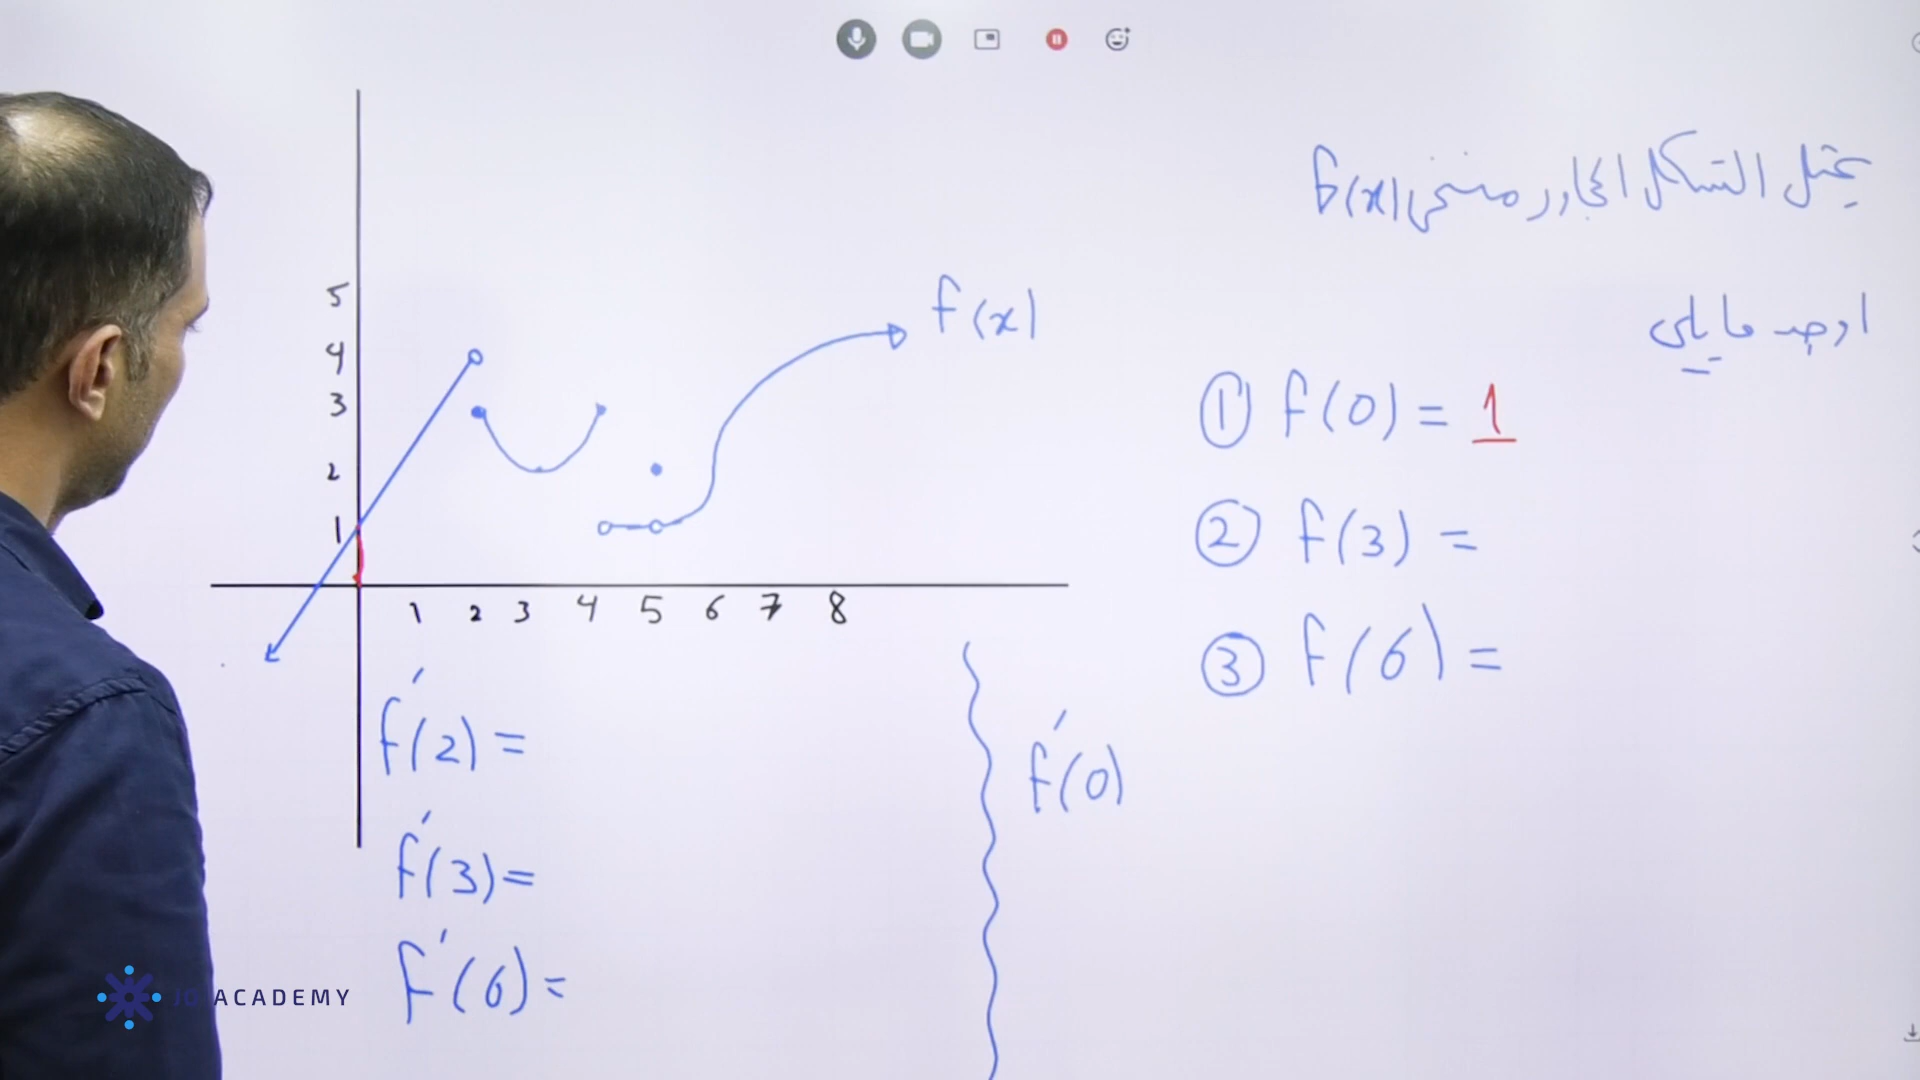 يمثل الشكل المجاور منحنى f(x)
اوجد ما يلي
① f(0) = 1
② f(3) =
③ f(6) =
f(x)
5
4
3
2
1
1 2 3 4 5 6 7 8
f'(2) =
f'(3) =
f'(6) =
f'(0)
JO ACADEMY